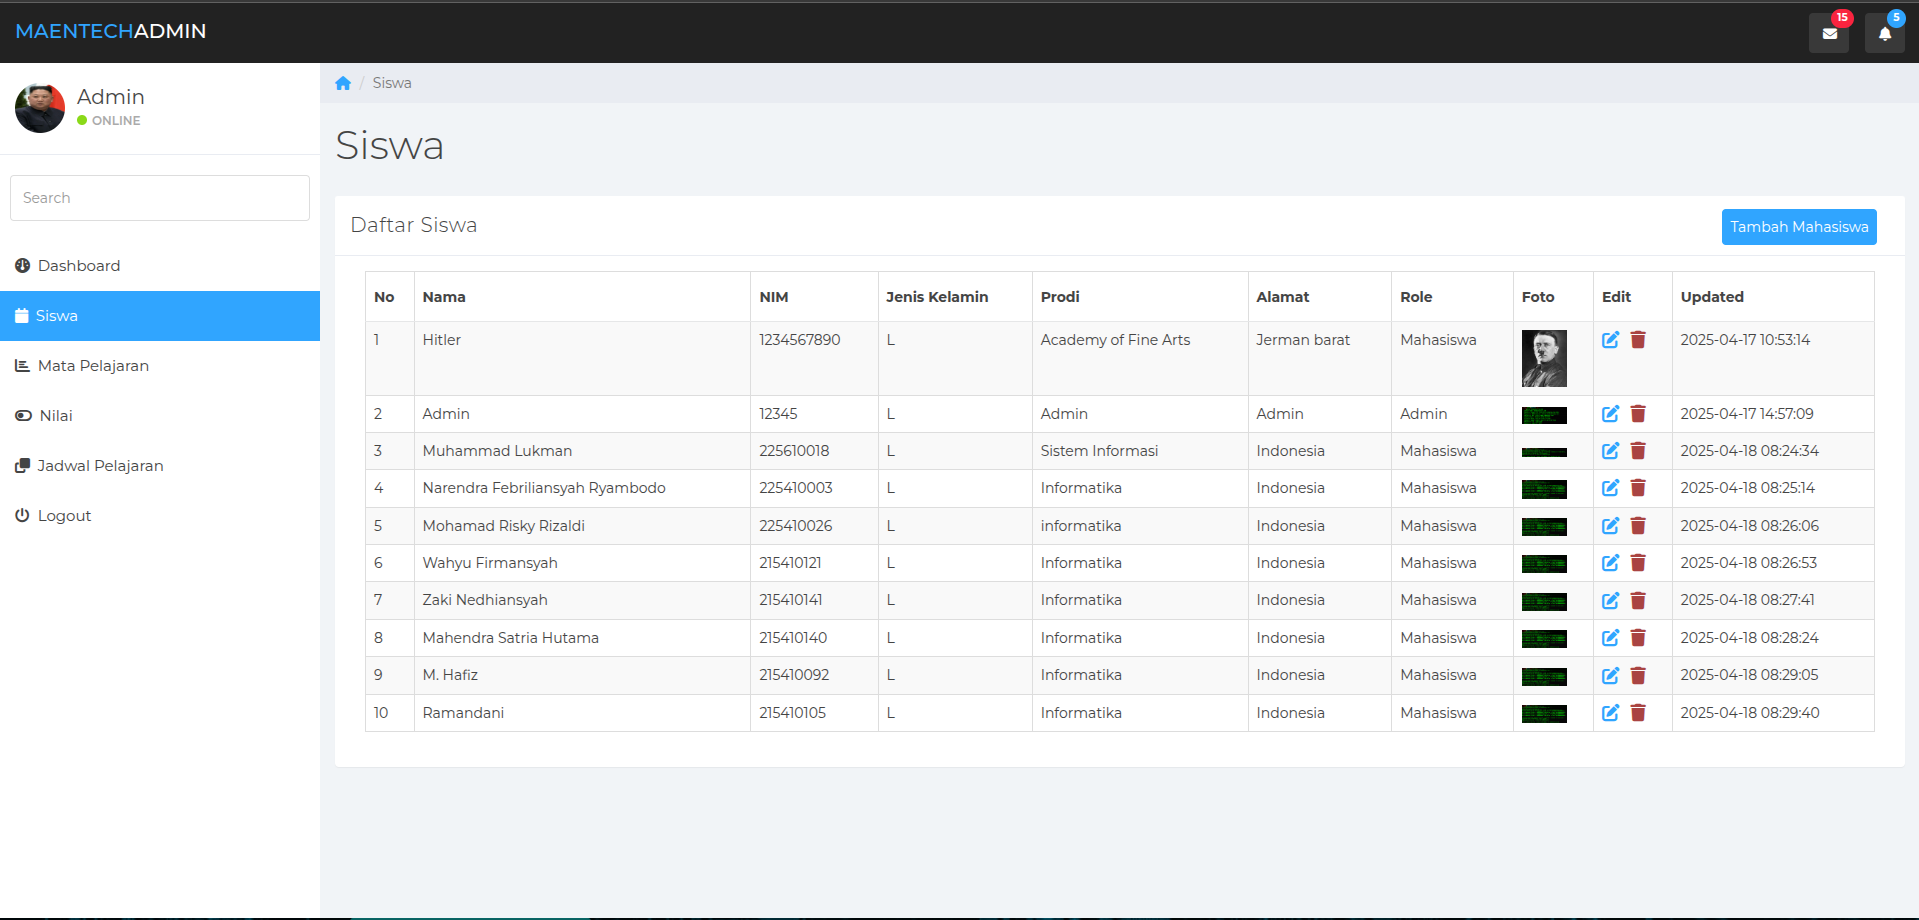 MAENTECHADMIN
15
5
Admin
ONLINE
Search
Dashboard
Siswa
Mata Pelajaran
Nilai
Jadwal Pelajaran
Logout
/ Siswa
Siswa
Daftar Siswa
Tambah Mahasiswa
No Nama NIM Jenis Kelamin Prodi Alamat Role Foto Edit Updated
1 Hitler 1234567890 L Academy of Fine Arts Jerman barat Mahasiswa 2025-04-17 10:53:14
2 Admin 12345 L Admin Admin Admin 2025-04-17 14:57:09
3 Muhammad Lukman 225610018 L Sistem Informasi Indonesia Mahasiswa 2025-04-18 08:24:34
4 Narendra Febriliansyah Ryambodo 225410003 L Informatika Indonesia Mahasiswa 2025-04-18 08:25:14
5 Mohamad Risky Rizaldi 225410026 L informatika Indonesia Mahasiswa 2025-04-18 08:26:06
6 Wahyu Firmansyah 215410121 L Informatika Indonesia Mahasiswa 2025-04-18 08:26:53
7 Zaki Nedhiansyah 215410141 L Informatika Indonesia Mahasiswa 2025-04-18 08:27:41
8 Mahendra Satria Hutama 215410140 L Informatika Indonesia Mahasiswa 2025-04-18 08:28:24
9 M. Hafiz 215410092 L Informatika Indonesia Mahasiswa 2025-04-18 08:29:05
10 Ramandani 215410105 L Informatika Indonesia Mahasiswa 2025-04-18 08:29:40